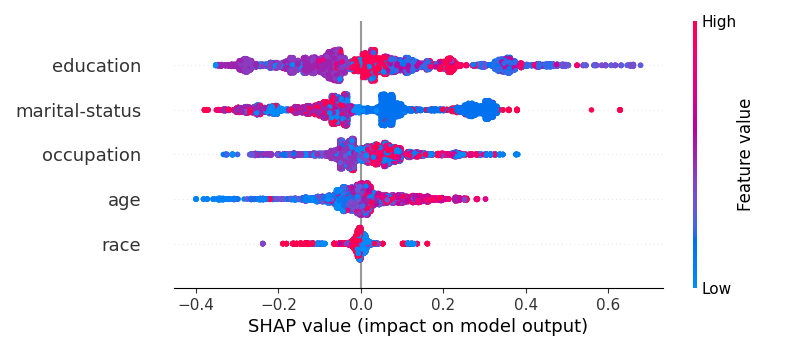 High
education
marital-status
occupation
age
race
Feature value
Low
−0.4 −0.2 0.0 0.2 0.4 0.6
SHAP value (impact on model output)